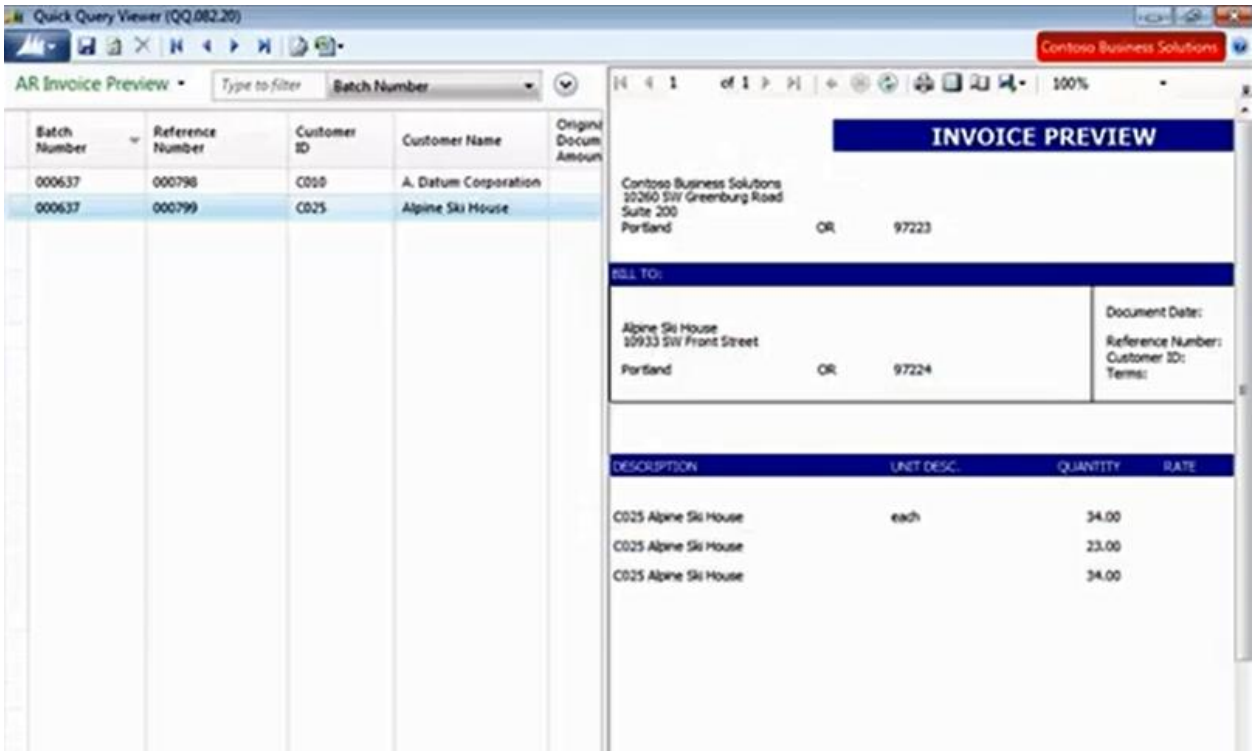 Quick Query Viewer (QQ.082.20)
Contoso Business Solutions
AR Invoice Preview
Type to filter
Batch Number
1 of 1
100%
Batch Number
Reference Number
Customer ID
Customer Name
Origina
Docum
Amoun
000637 000798 C010 A. Datum Corporation
000637 000799 C025 Alpine Ski House
INVOICE PREVIEW
Contoso Business Solutions
10260 SW Greenburg Road
Suite 200
Portland OR 97223
BILL TO:
Alpine Ski House
10933 SW Front Street
Portland OR 97224
Document Date:
Reference Number:
Customer ID:
Terms:
DESCRIPTION UNIT DESC. QUANTITY RATE
C025 Alpine Ski House each 34.00
C025 Alpine Ski House 23.00
C025 Alpine Ski House 34.00